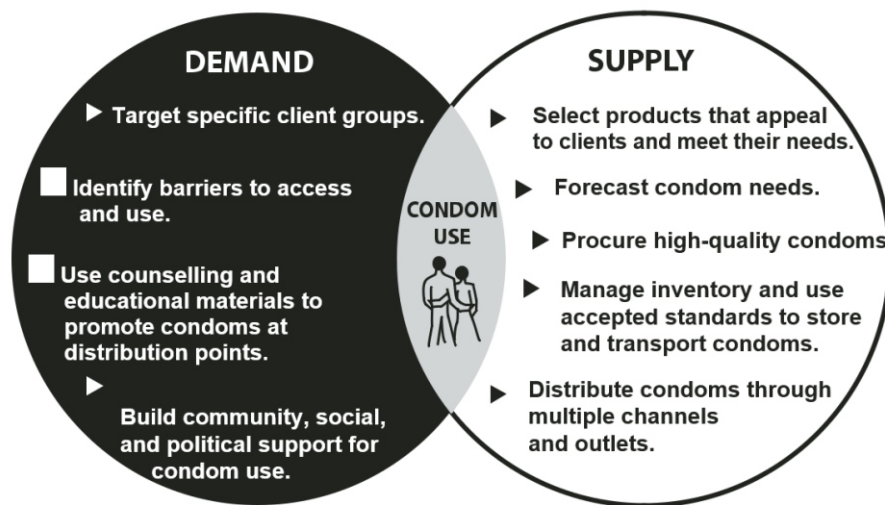 DEMAND
Target specific client groups.
Identify barriers to access
and use.
Use counselling and
educational materials to
promote condoms at
distribution points.
Build community, social,
and political support for
condom use.
CONDOM
USE
SUPPLY
Select products that appeal
to clients and meet their needs.
Forecast condom needs.
Procure high-quality condoms
Manage inventory and use
accepted standards to store
and transport condoms.
Distribute condoms through
multiple channels
and outlets.